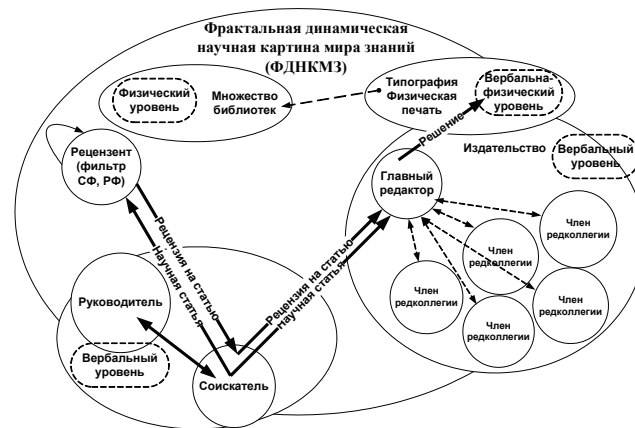 Фрактальная динамическая
научная картина мира знаний
(ФДНКМЗ)
Физический
уровень
Множество
библиотек
Типография
Физическая
печать
Вербальна-
физический
уровень
Решение
Издательство
Вербальный
уровень
Рецензент
(фильтр
СФ, РФ)
Главный
редактор
Член
редколлегии
Член
редколлегии
Член
редколлегии
Член
редколлегии
Член
редколлегии
Рецензия на статью
Научная статья
Рецензия на статью
Научная статья
Руководитель
Вербальный
уровень
Соискатель